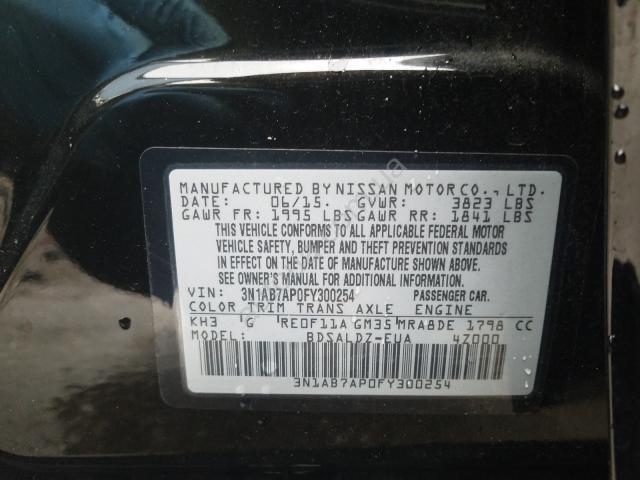 MANUFACTURED BY NISSAN MOTOR CO., LTD.
DATE: 06/15. GVWR: 3823 LBS
GAWR FR: 1995 LBS GAWR RR: 1841 LBS
THIS VEHICLE CONFORMS TO ALL APPLICABLE FEDERAL MOTOR
VEHICLE SAFETY, BUMPER AND THEFT PREVENTION STANDARDS
IN EFFECT ON THE DATE OF MANUFACTURE SHOWN ABOVE.
SEE OWNER'S MANUAL FOR ADDITIONAL INFORMATION.
VIN: 3N1AB7AP0FY300254 PASSENGER CAR.
COLOR TRIM TRANS AXLE ENGINE
KH3 'G 'RE0F11A GM35 MRA8DE 1798 CC
MODEL: BDSALDZ-EUA 4Z000
3N1AB7AP0FY300254